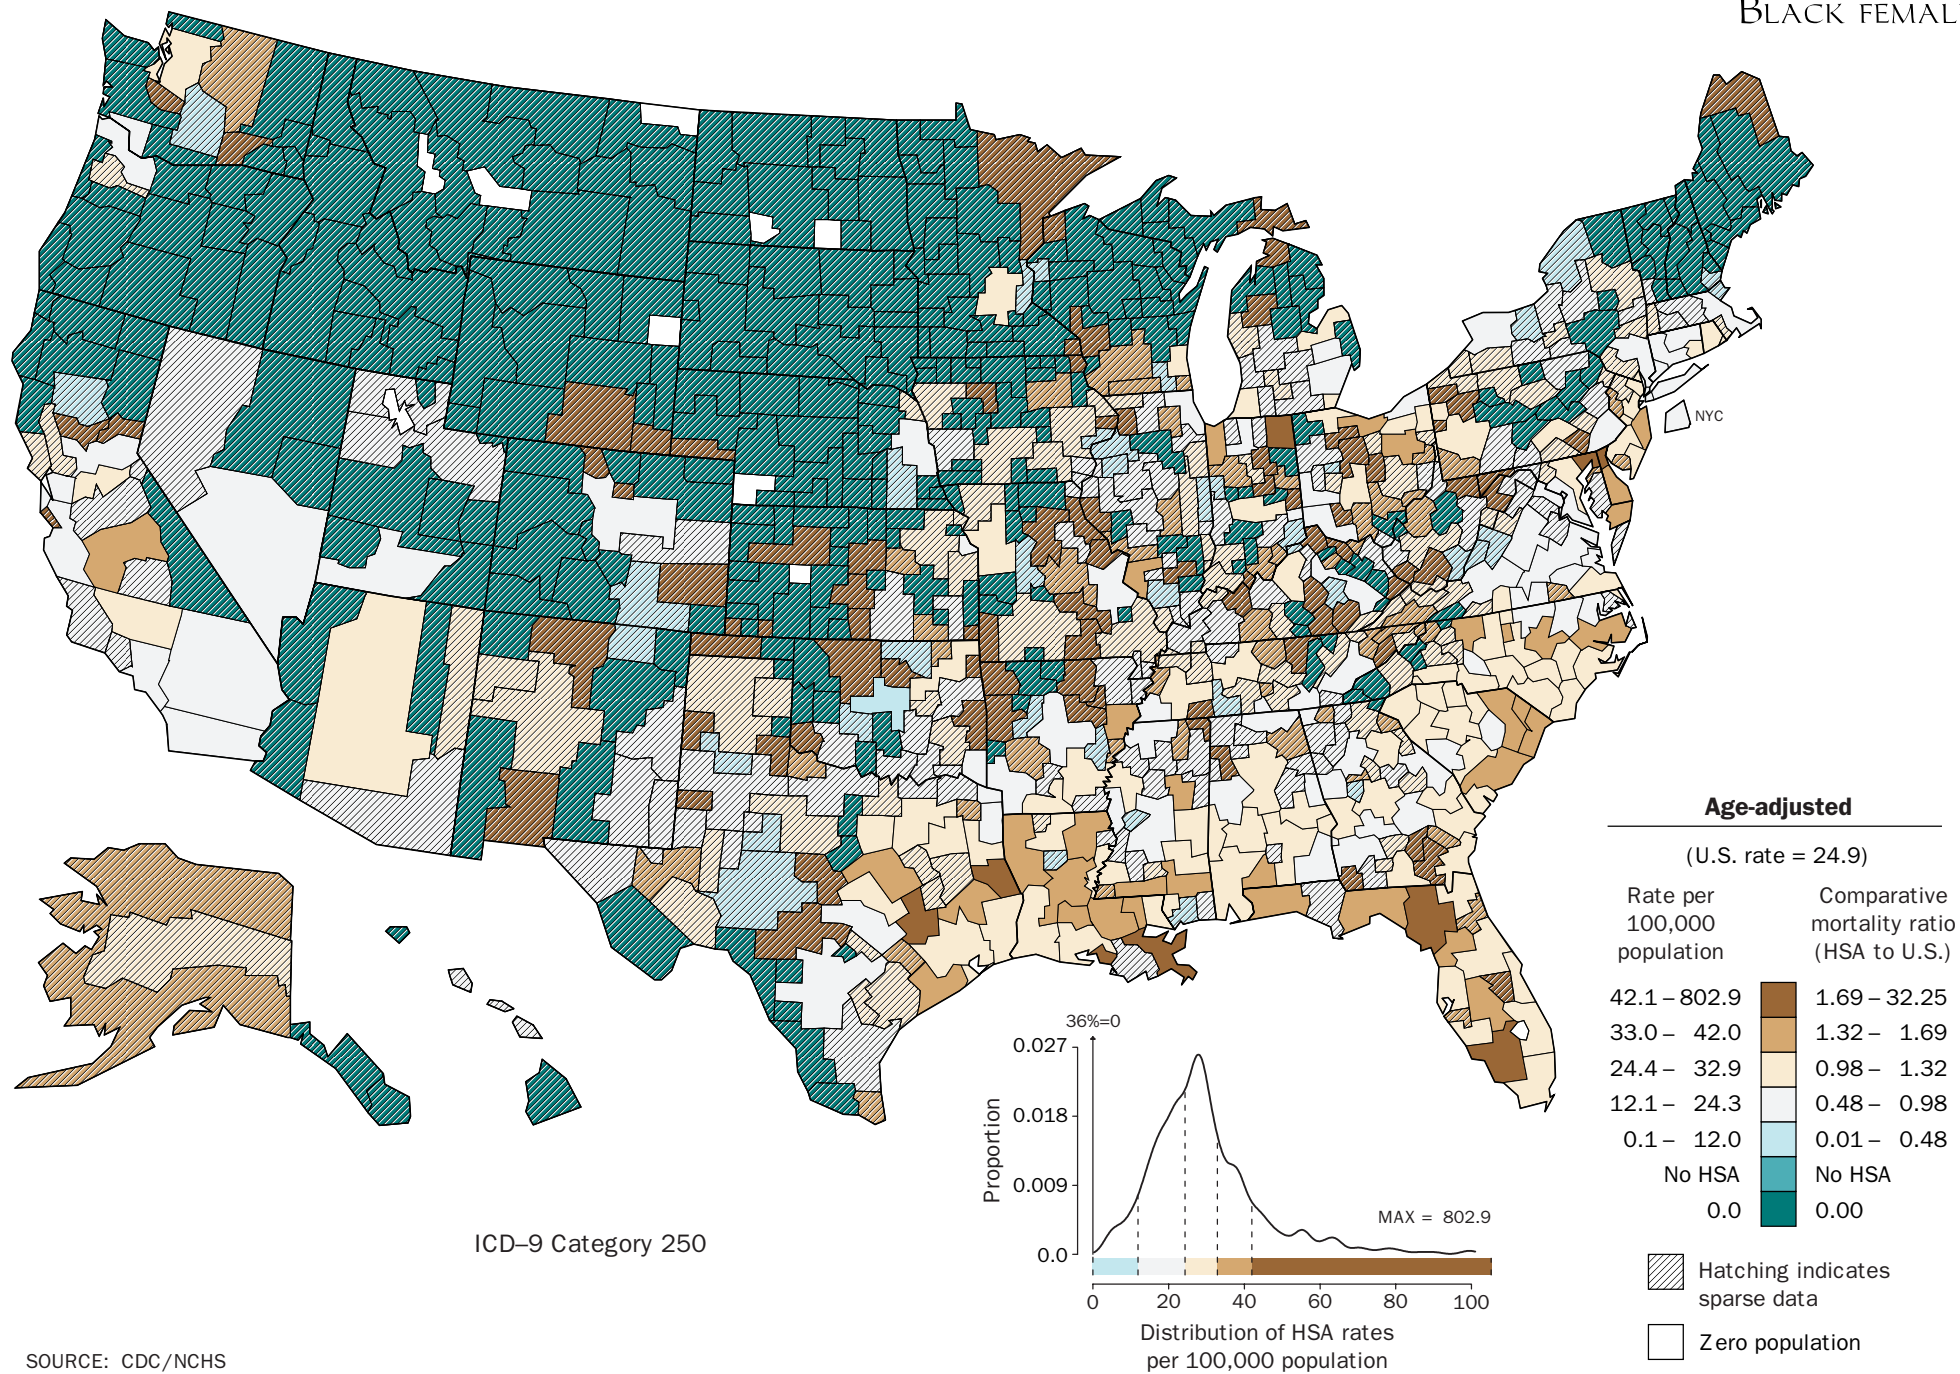 BLACK FEMAL
NYC
Age-adjusted
(U.S. rate = 24.9)
Rate per
100,000
population
Comparative
mortality ratio
(HSA to U.S.)
42.1 – 802.9 1.69 – 32.25
33.0 – 42.0 1.32 – 1.69
24.4 – 32.9 0.98 – 1.32
12.1 – 24.3 0.48 – 0.98
0.1 – 12.0 0.01 – 0.48
No HSA No HSA
0.0 0.00
Hatching indicates
sparse data
Zero population
36%=0
0.027
0.018
0.009
0.0
Proportion
MAX = 802.9
0 20 40 60 80 100
Distribution of HSA rates
per 100,000 population
ICD–9 Category 250
SOURCE: CDC/NCHS